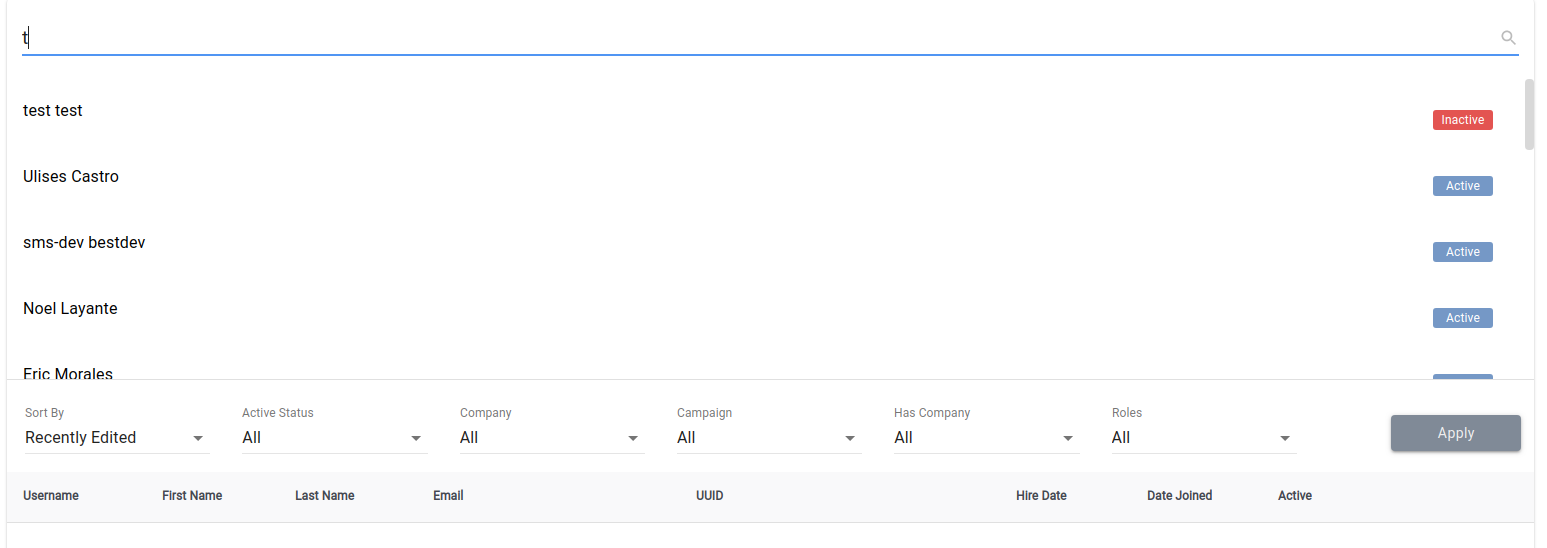 t
test test
Inactive
Ulises Castro
Active
sms-dev bestdev
Active
Noel Layante
Active
Eric Morales
Sort By Active Status Company Campaign Has Company Roles
Recently Edited All All All All All Apply
Username First Name Last Name Email UUID Hire Date Date Joined Active